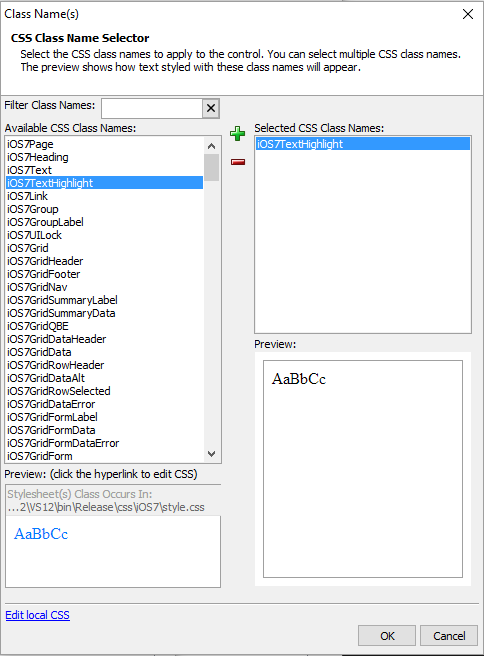 Class Name(s)
CSS Class Name Selector
Select the CSS class names to apply to the control. You can select multiple CSS class names.
The preview shows how text styled with these class names will appear.
Filter Class Names:
Available CSS Class Names:
iOS7Page
iOS7Heading
iOS7Text
iOS7TextHighlight
iOS7Link
iOS7Group
iOS7GroupLabel
iOS7UILock
iOS7Grid
iOS7GridHeader
iOS7GridFooter
iOS7GridNav
iOS7GridSummaryLabel
iOS7GridSummaryData
iOS7GridQBE
iOS7GridDataHeader
iOS7GridData
iOS7GridRowHeader
iOS7GridDataAlt
iOS7GridRowSelected
iOS7GridDataError
iOS7GridFormLabel
iOS7GridFormData
iOS7GridFormDataError
iOS7GridForm
Selected CSS Class Names:
iOS7TextHighlight
Preview:
AaBbCc
Preview: (click the hyperlink to edit CSS)
Stylesheet(s) Class Occurs In:
...2\VS12\bin\Release\css\iOS7\style.css
AaBbCc
Edit local CSS
OK
Cancel